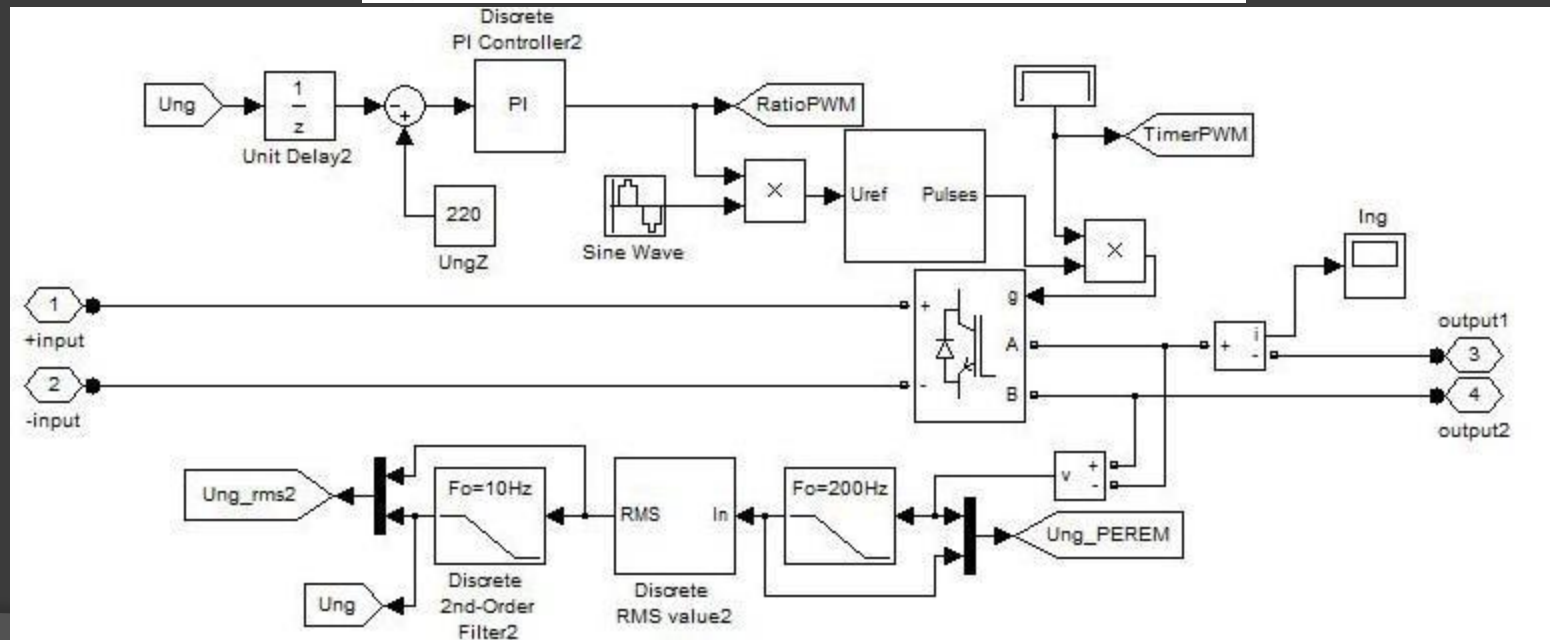 Discrete
PI Controller2
Ung
1
z
Unit Delay2
-
+
PI
RatioPWM
TimerPWM
220
UngZ
Sine Wave
×
Uref
Pulses
×
Ing
1
+input
2
-input
+
-
g
A
B
+
i
-
output1
3
4
output2
Ung_rms2
Fo=10Hz
Discrete
2nd-Order
Filter2
Ung
RMS
In
Discrete
RMS value2
Fo=200Hz
v
+
-
Ung_PEREM